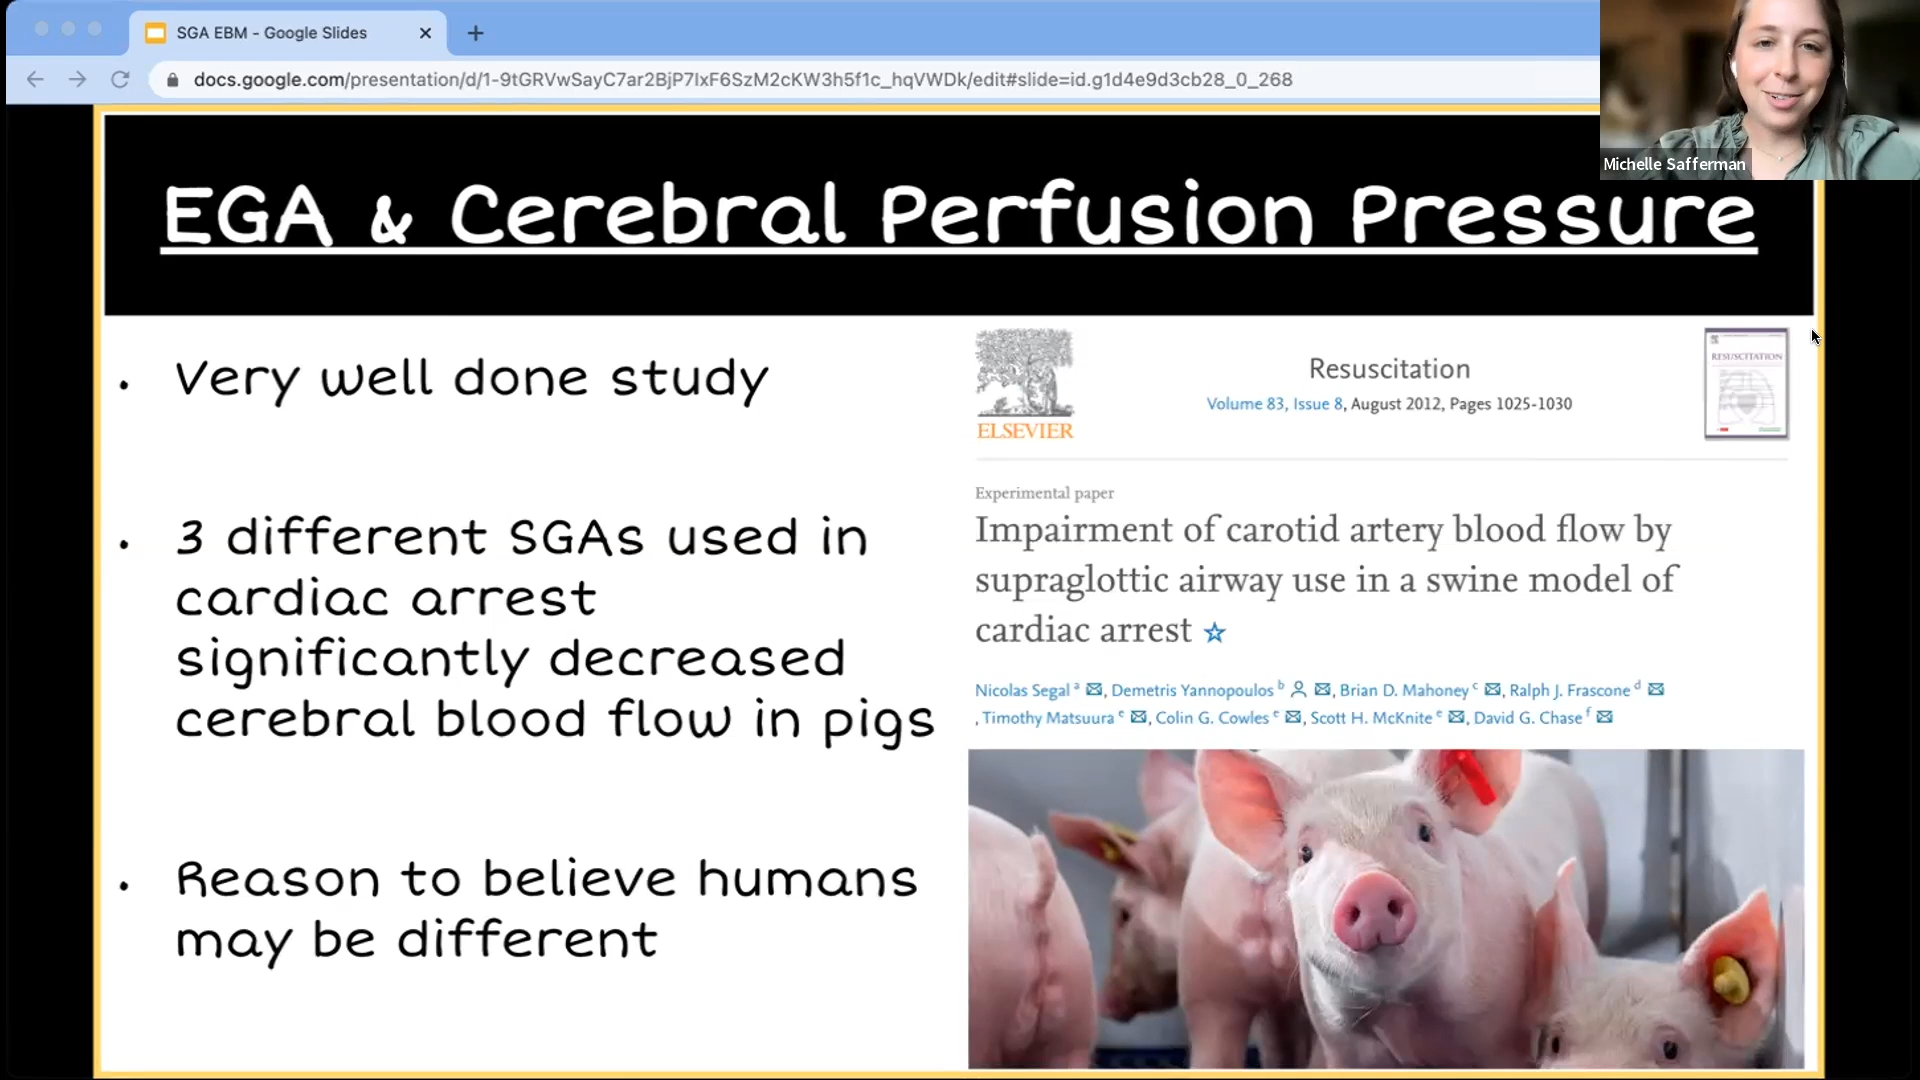 SGA EBM - Google Slides
docs.google.com/presentation/d/1-9tGRVwSayC7ar2BjP7IxF6SzM2cKW3h5f1c_hqVWDk/edit#slide=id.g1d4e9d3cb28_0_268
Michelle Safferman
EGA & Cerebral Perfusion Pressure
• Very well done study
• 3 different SGAs used in
cardiac arrest
significantly decreased
cerebral blood flow in pigs
• Reason to believe humans
may be different
ELSEVIER
Resuscitation
Volume 83, Issue 8, August 2012, Pages 1025-1030
RESUSCITATION
Experimental paper
Impairment of carotid artery blood flow by
supraglottic airway use in a swine model of
cardiac arrest ☆
Nicolas Segal a, Demetris Yannopoulos b, Brian D. Mahoney c, Ralph J. Frascone d
, Timothy Matsuura e, Colin G. Cowles e, Scott H. McKnite e, David G. Chase f